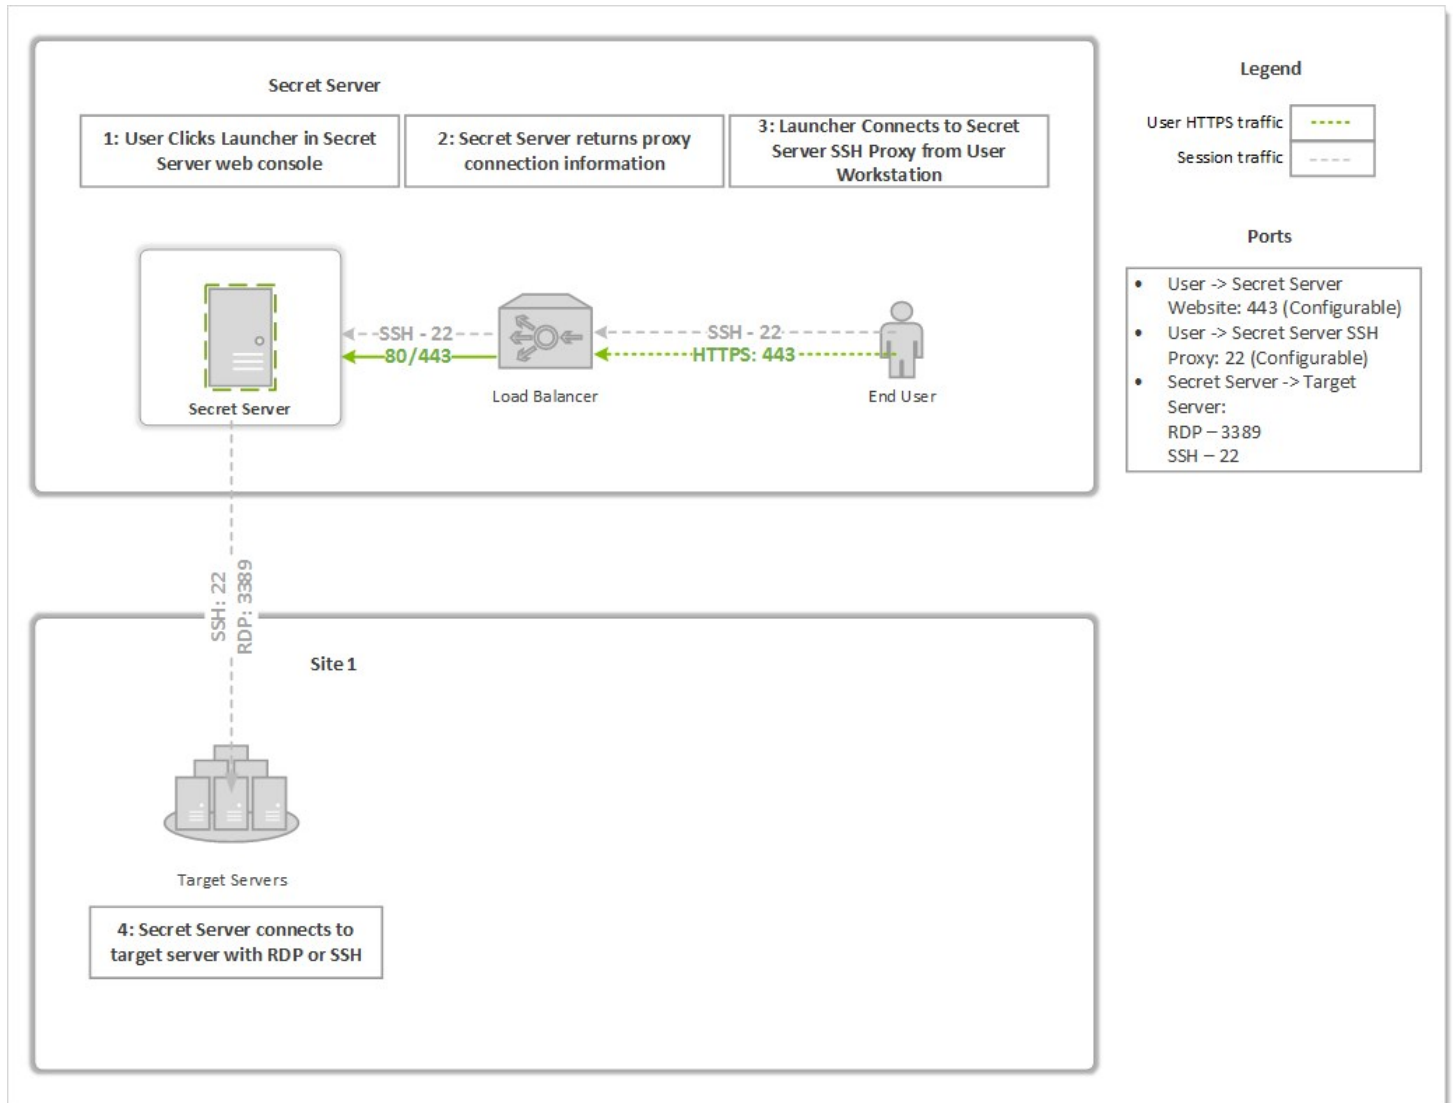 Secret Server
1: User Clicks Launcher in Secret
Server web console
2: Secret Server returns proxy
connection information
3: Launcher Connects to Secret
Server SSH Proxy from User
Workstation
SSH - 22
80/443
SSH - 22
HTTPS: 443
Secret Server
Load Balancer
End User
Legend
User HTTPS traffic
Session traffic
Ports
• User -> Secret Server
Website: 443 (Configurable)
• User -> Secret Server SSH
Proxy: 22 (Configurable)
• Secret Server -> Target
Server:
RDP – 3389
SSH – 22
SSH: 22
RDP: 3389
Site 1
Target Servers
4: Secret Server connects to
target server with RDP or SSH